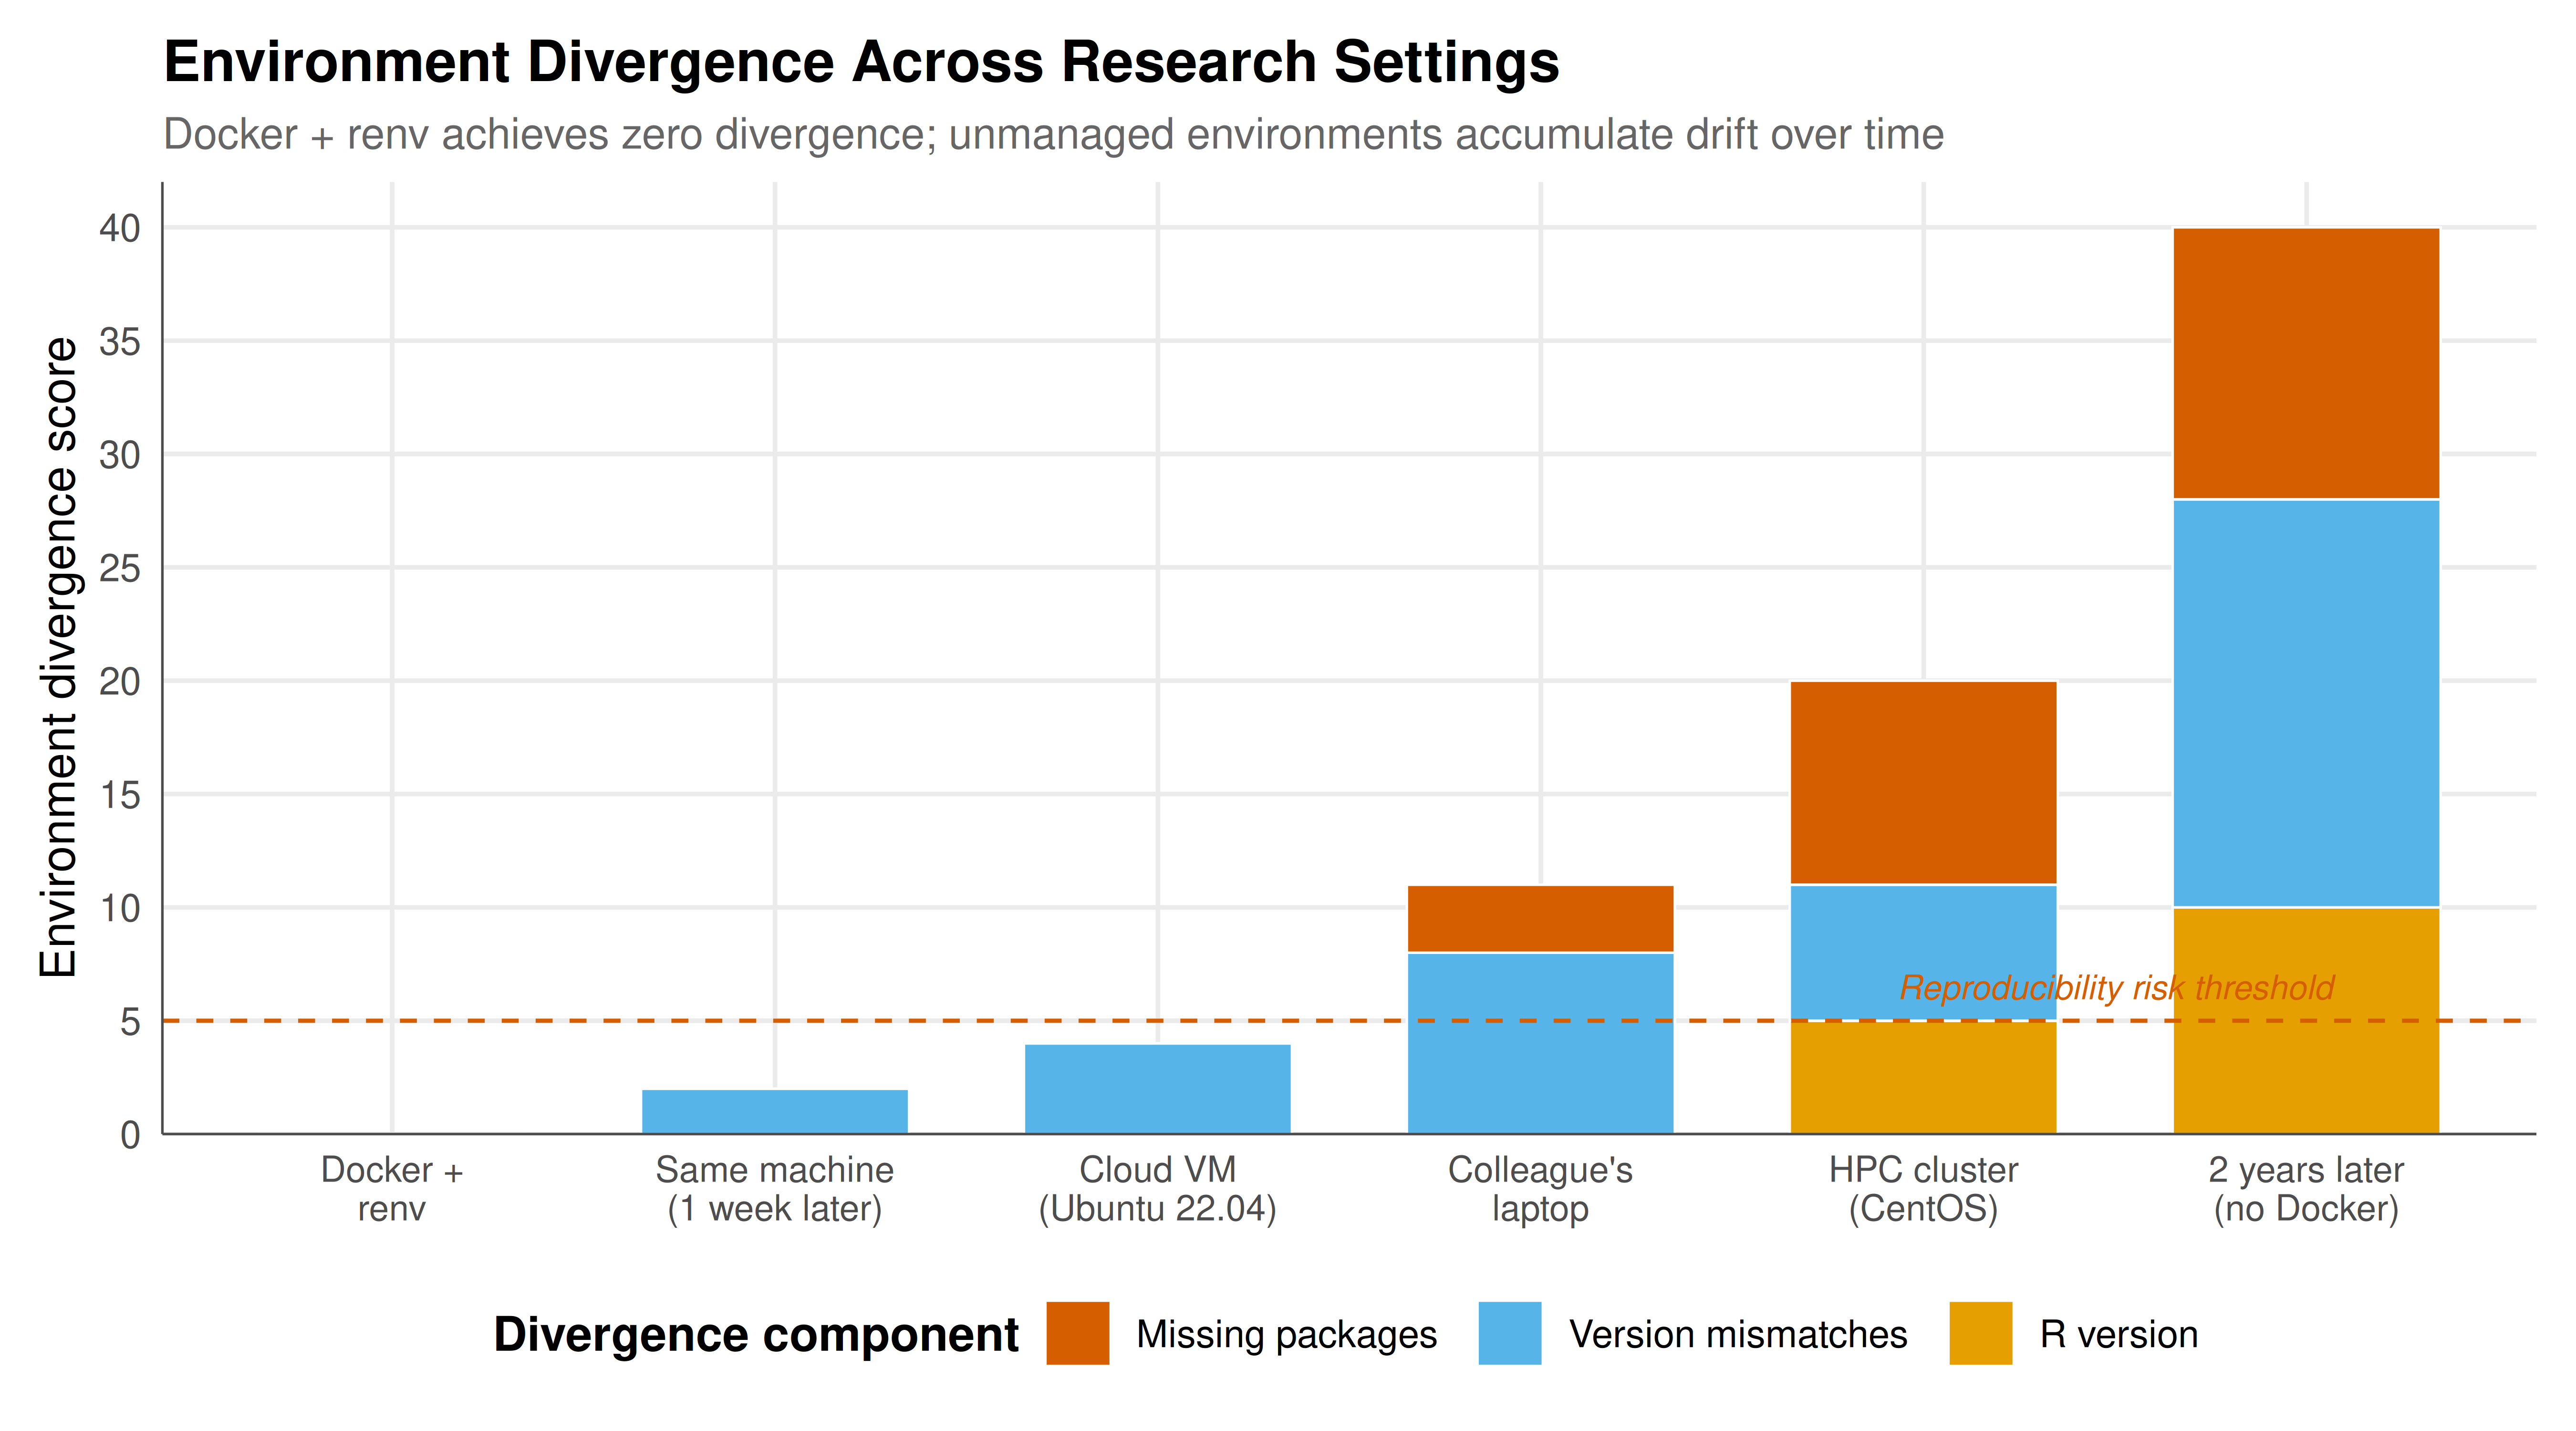 Environment Divergence Across Research Settings
Docker + renv achieves zero divergence; unmanaged environments accumulate drift over time
Environment divergence score
40
35
30
25
20
15
10
5
0
Reproducibility risk threshold
Docker +
renv
Same machine
(1 week later)
Cloud VM
(Ubuntu 22.04)
Colleague's
laptop
HPC cluster
(CentOS)
2 years later
(no Docker)
Divergence component
Missing packages
Version mismatches
R version